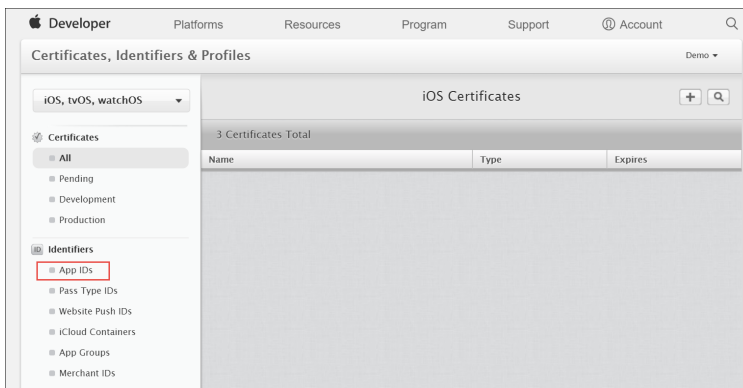 Developer Platforms Resources Program Support Account
Certificates, Identifiers & Profiles Demo
iOS, tvOS, watchOS
iOS Certificates
3 Certificates Total
Name Type Expires
Certificates
All
Pending
Development
Production
ID Identifiers
App IDs
Pass Type IDs
Website Push IDs
iCloud Containers
App Groups
Merchant IDs